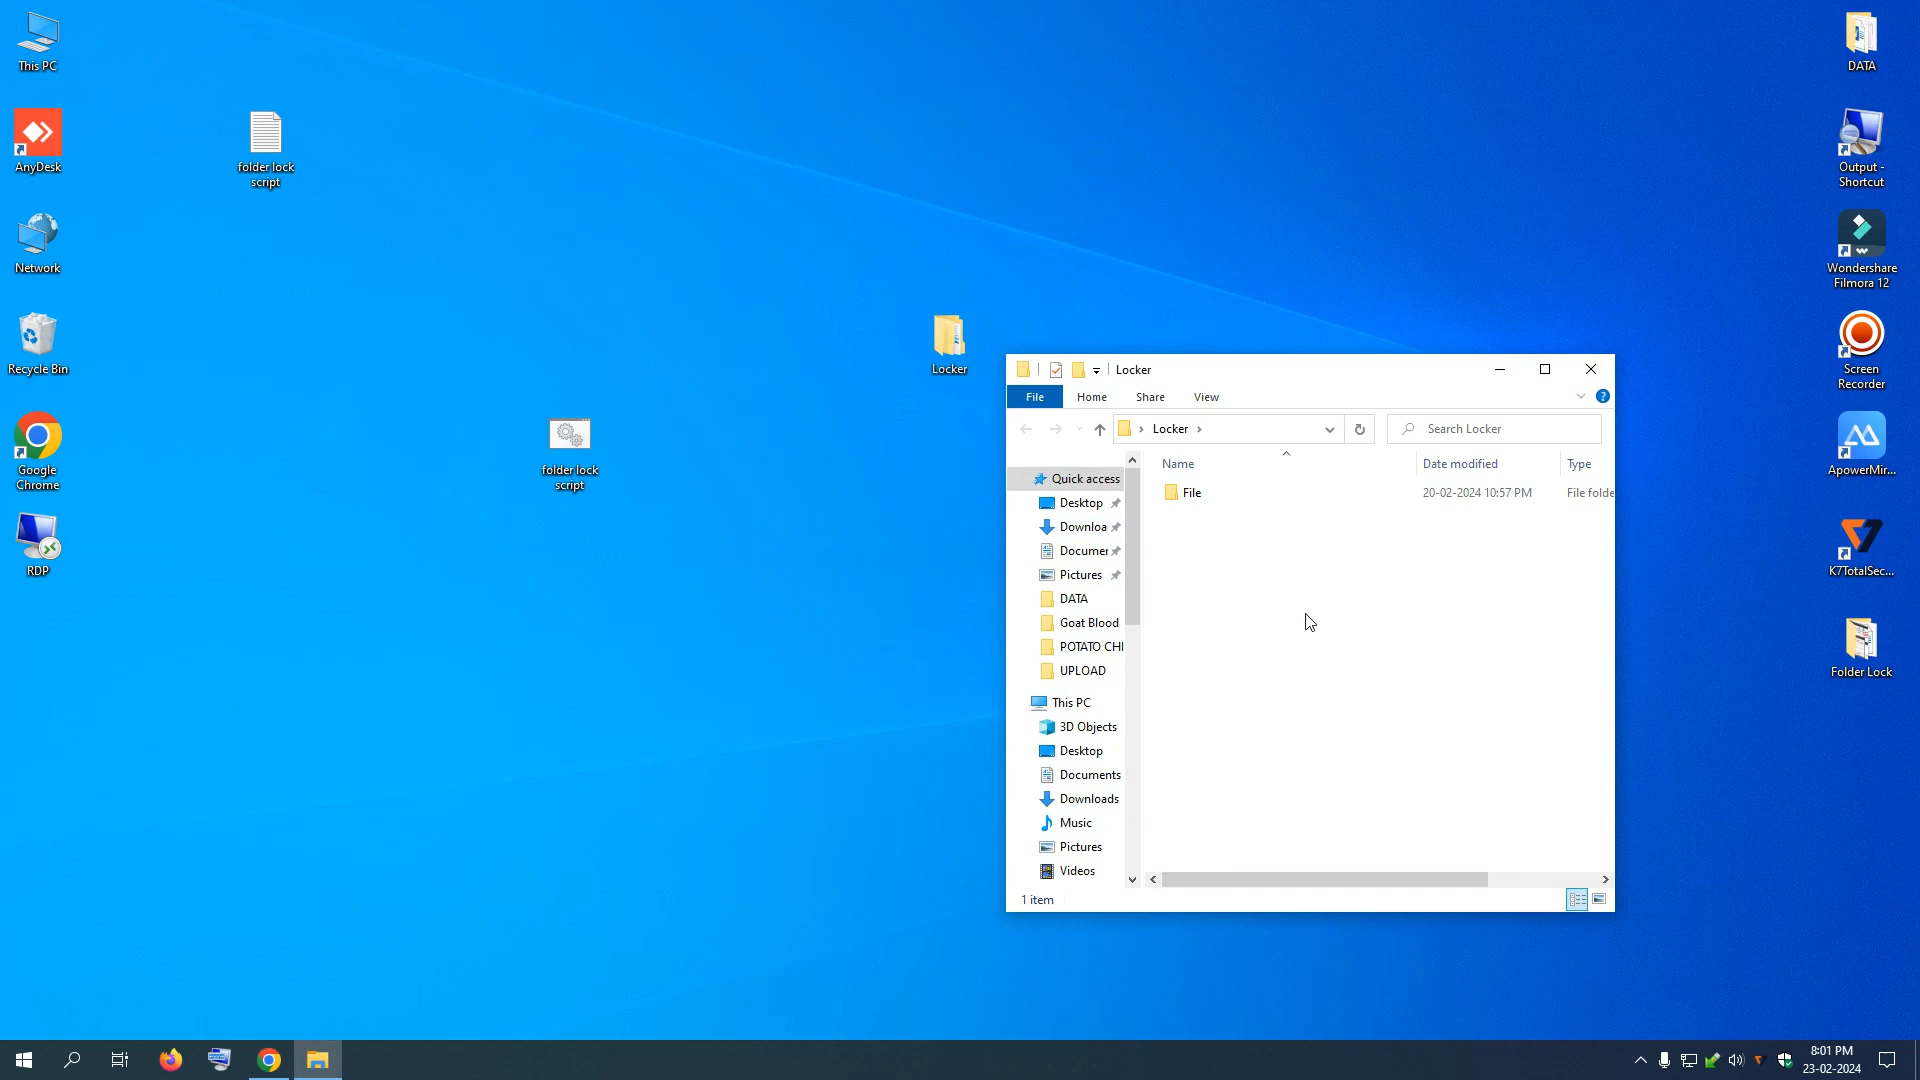 This PC
AnyDesk
Network
Recycle Bin
Google
Chrome
RDP
folder lock
script
folder lock
script
Locker
Locker
File
Home
Share
View
Locker
Search Locker
Name
Date modified
Type
File
20-02-2024 10:57 PM
File folde
Quick access
Desktop
Downloa
Documer
Pictures
DATA
Goat Blood
POTATO CHI
UPLOAD
This PC
3D Objects
Desktop
Documents
Downloads
Music
Pictures
Videos
1 item
DATA
Output -
Shortcut
Wondershare
Filmora 12
Screen
Recorder
ApowerMir...
K7TotalSec...
Folder Lock
8:01 PM
23-02-2024